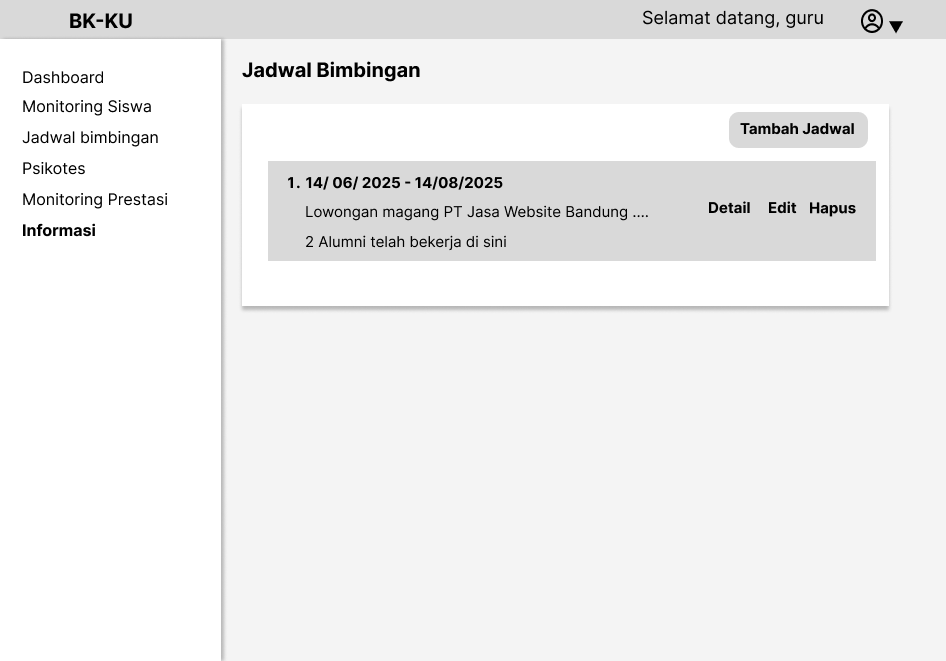 BK-KU
Selamat datang, guru
Dashboard
Monitoring Siswa
Jadwal bimbingan
Psikotes
Monitoring Prestasi
Informasi
Jadwal Bimbingan
Tambah Jadwal
1. 14/ 06/ 2025 - 14/08/2025
Lowongan magang PT Jasa Website Bandung ....
2 Alumni telah bekerja di sini
Detail Edit Hapus